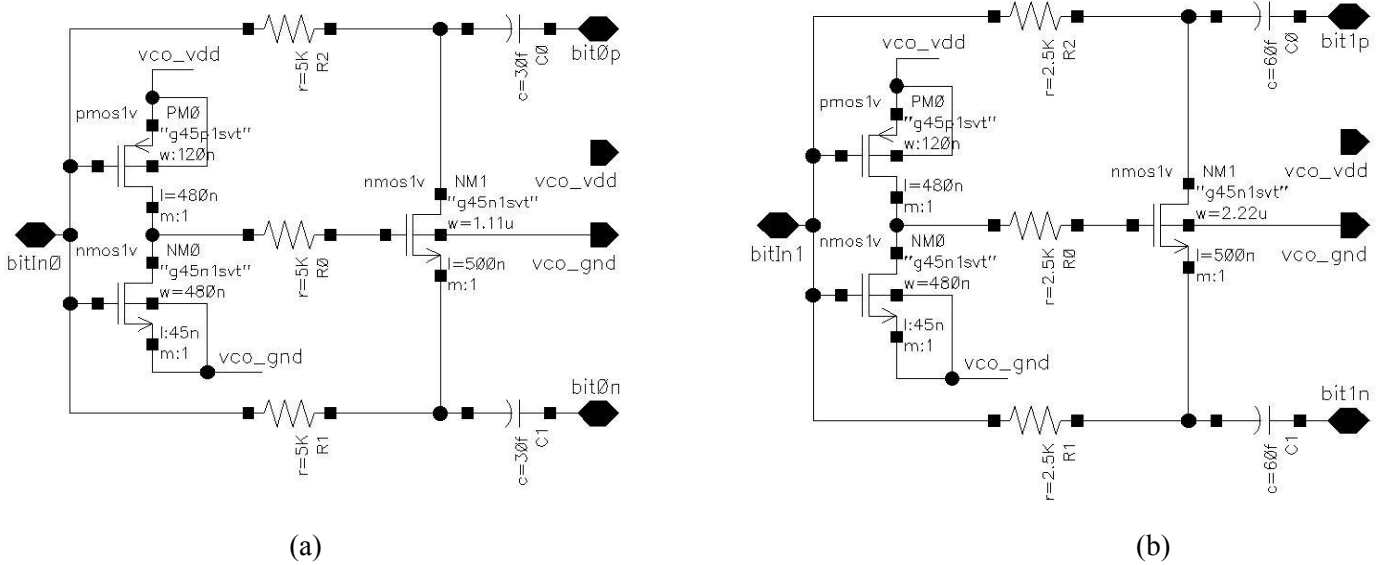 vco_vdd
r=5K
R2
c=30f
C0
bit0p
pmos1v
PM0
"g45p1svt"
w:120n
l=480n
m:1
vco_vdd
nmos1v
NM1
"g45n1svt"
w=1.11u
l=500n
m:1
bitIn0
nmos1v
NM0
"g45n1svt"
w=480n
l:45n
m:1
r=5K
R0
vco_gnd
vco_gnd
bit0n
r=5K
R1
c=30f
C1
(a)
vco_vdd
r=2.5K
R2
c=60f
C0
bit1p
pmos1v
PM0
"g45p1svt"
w:120n
l=480n
m:1
vco_vdd
nmos1v
NM1
"g45n1svt"
w=2.22u
l=500n
m:1
bitIn1
nmos1v
NM0
"g45n1svt"
w=480n
l:45n
m:1
r=2.5K
R0
vco_gnd
vco_gnd
bit1n
r=2.5K
R1
c=60f
C1
(b)